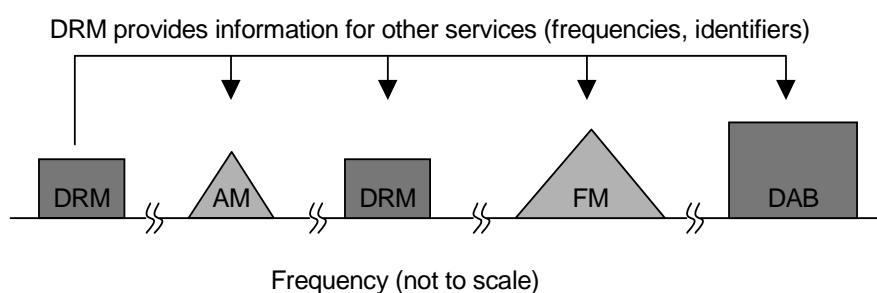 DRM provides information for other services (frequencies, identifiers)
DRM AM DRM FM DAB
Frequency (not to scale)